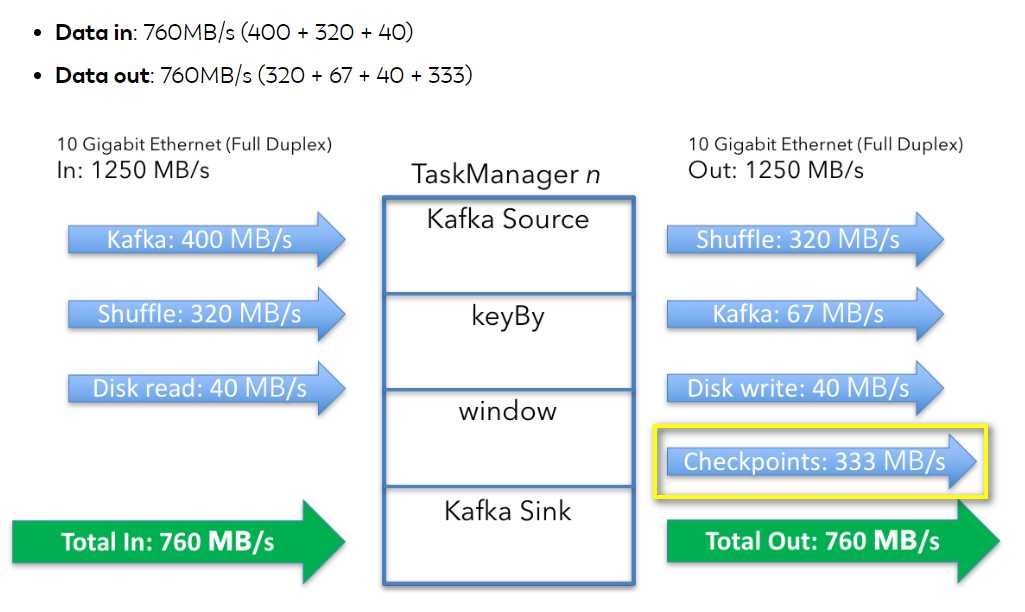 • Data in: 760MB/s (400 + 320 + 40)
• Data out: 760MB/s (320 + 67 + 40 + 333)
10 Gigabit Ethernet (Full Duplex)
In: 1250 MB/s
10 Gigabit Ethernet (Full Duplex)
Out: 1250 MB/s
TaskManager n
Kafka: 400 MB/s
Kafka Source
Shuffle: 320 MB/s
Shuffle: 320 MB/s
keyBy
Kafka: 67 MB/s
Disk read: 40 MB/s
window
Disk write: 40 MB/s
Checkpoints: 333 MB/s
Kafka Sink
Total In: 760 MB/s
Total Out: 760 MB/s